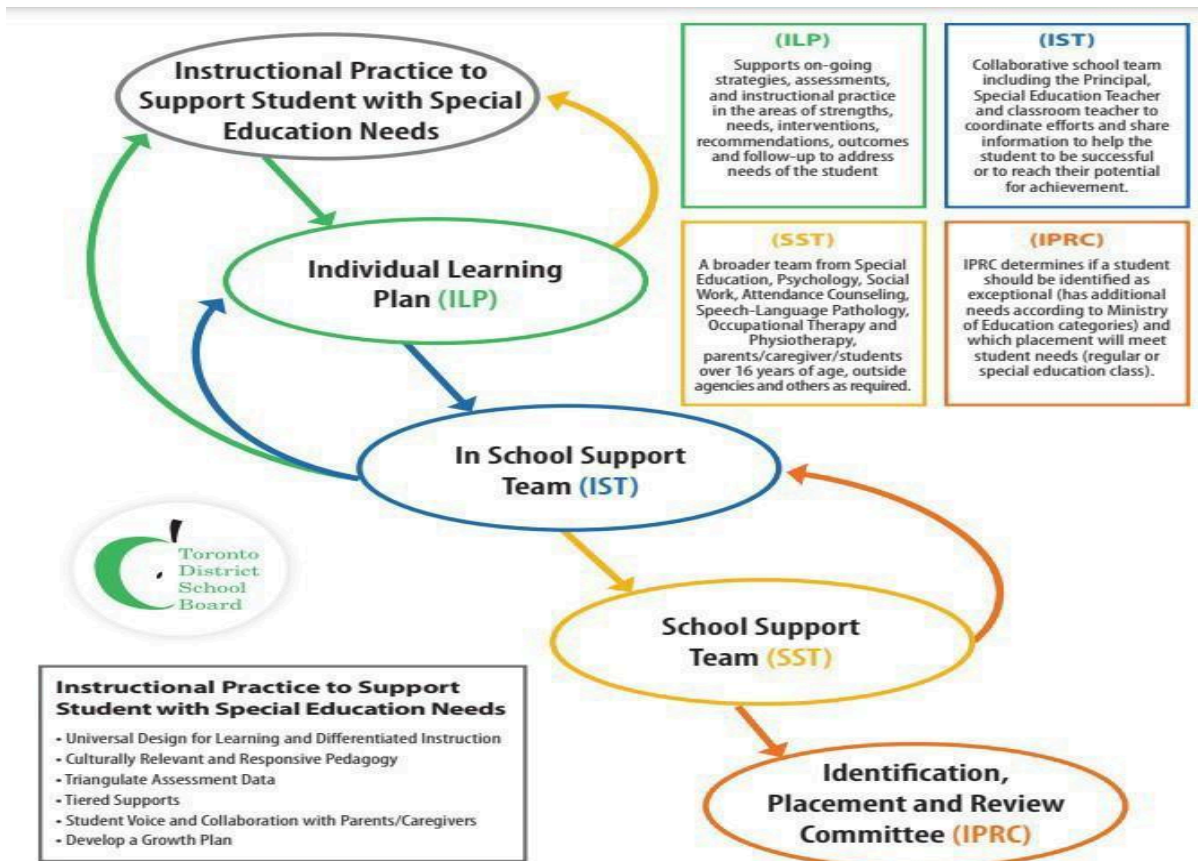 Instructional Practice to
Support Student with Special
Education Needs
Individual Learning
Plan (ILP)
In School Support
Team (IST)
School Support
Team (SST)
Identification,
Placement and Review
Committee (IPRC)
(ILP)
Supports on-going
strategies, assessments,
and instructional practice
in the areas of strengths,
needs, interventions,
recommendations, outcomes
and follow-up to address
needs of the student
(IST)
Collaborative school team
including the Principal,
Special Education Teacher
and classroom teacher to
coordinate efforts and share
information to help the
student to be successful
or to reach their potential
for achievement.
(SST)
A broader team from Special
Education, Psychology, Social
Work, Attendance Counseling,
Speech-Language Pathology,
Occupational Therapy and
Physiotherapy,
parents/caregiver/students
over 16 years of age, outside
agencies and others as required.
(IPRC)
IPRC determines if a student
should be identified as
exceptional (has additional
needs according to Ministry
of Education categories) and
which placement will meet
student needs (regular or
special education class).
Toronto
District
School
Board
Instructional Practice to Support
Student with Special Education Needs
• Universal Design for Learning and Differentiated Instruction
• Culturally Relevant and Responsive Pedagogy
• Triangulate Assessment Data
• Tiered Supports
• Student Voice and Collaboration with Parents/Caregivers
• Develop a Growth Plan